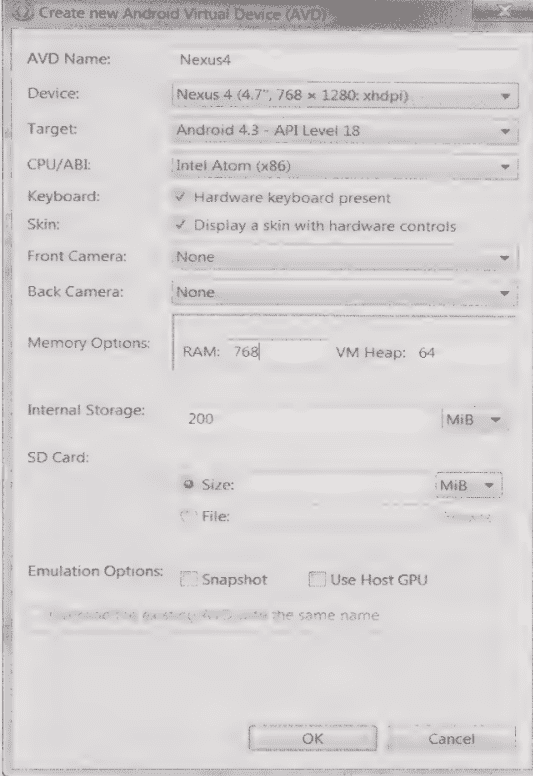 Create new Android Virtual Device (AVD)
AVD Name: Nexus4
Device: Nexus 4 (4.7", 768 × 1280: xhdpi)
Target: Android 4.3 - API Level 18
CPU/ABI: Intel Atom (x86)
Keyboard: Hardware keyboard present
Skin: Display a skin with hardware controls
Front Camera: None
Back Camera: None
Memory Options: RAM: 768 VM Heap: 64
Internal Storage: 200 MiB
SD Card:
Size: MiB
File:
Emulation Options: Snapshot Use Host GPU
the same name
OK Cancel